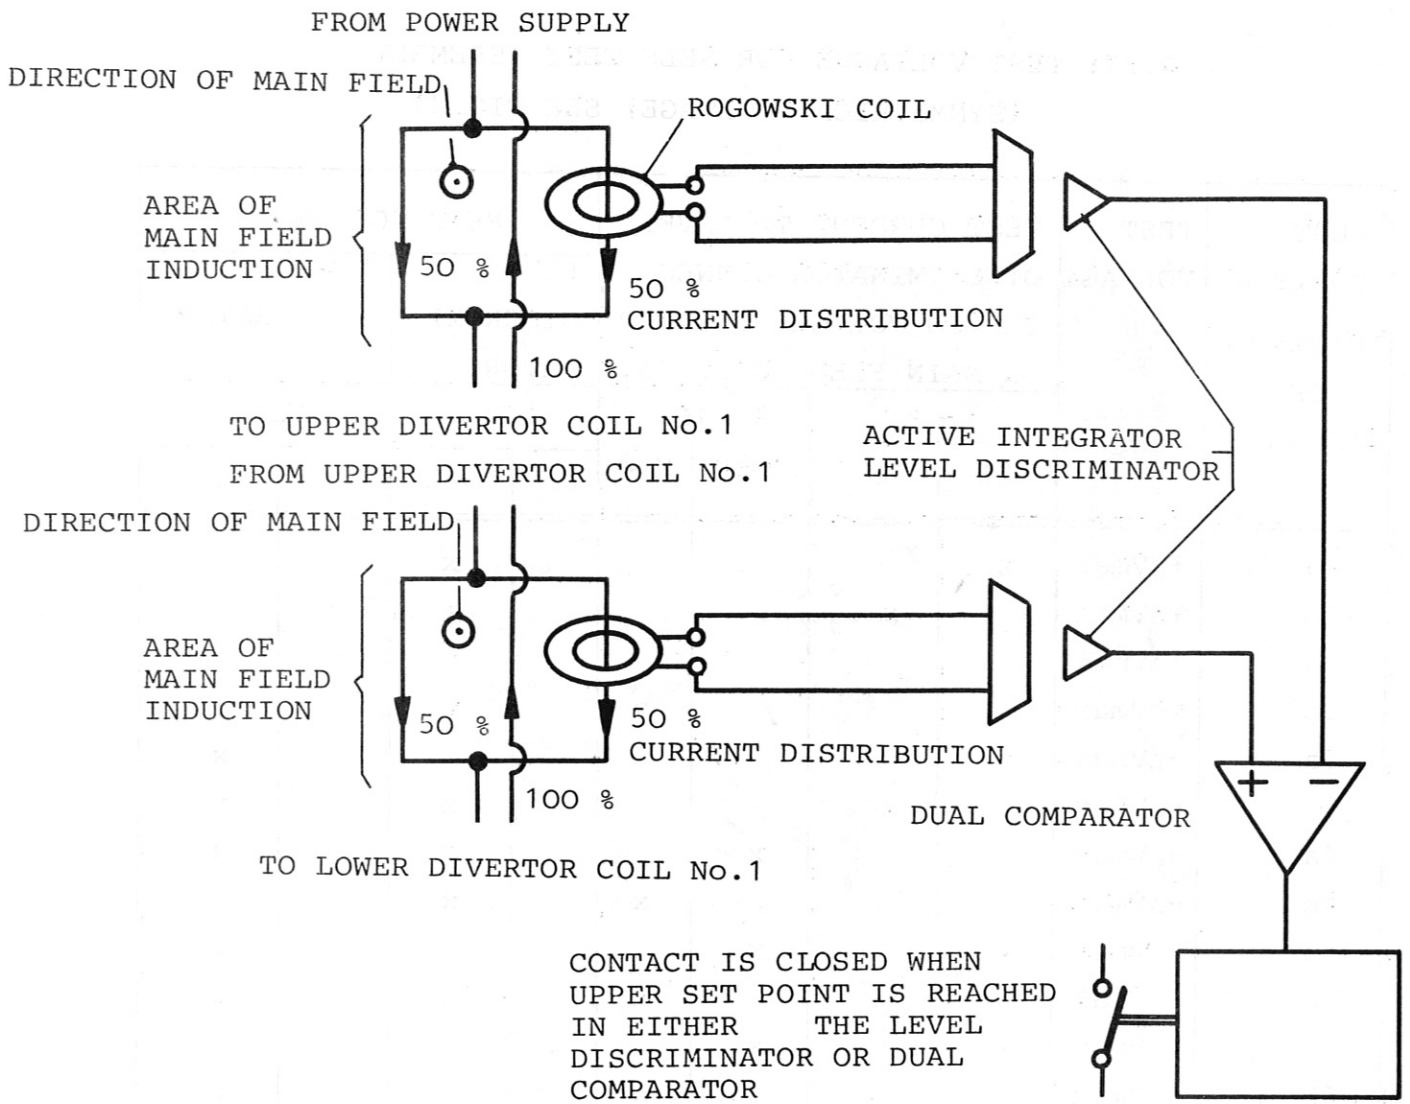 FROM POWER SUPPLY
DIRECTION OF MAIN FIELD
ROGOWSKI COIL
AREA OF
MAIN FIELD
INDUCTION
50 %
50 %
CURRENT DISTRIBUTION
100 %
TO UPPER DIVERTOR COIL No.1
FROM UPPER DIVERTOR COIL No.1
ACTIVE INTEGRATOR
LEVEL DISCRIMINATOR
DIRECTION OF MAIN FIELD
AREA OF
MAIN FIELD
INDUCTION
50 %
50 %
CURRENT DISTRIBUTION
100 %
+ −
DUAL COMPARATOR
TO LOWER DIVERTOR COIL No.1
CONTACT IS CLOSED WHEN
UPPER SET POINT IS REACHED
IN EITHER THE LEVEL
DISCRIMINATOR OR DUAL
COMPARATOR